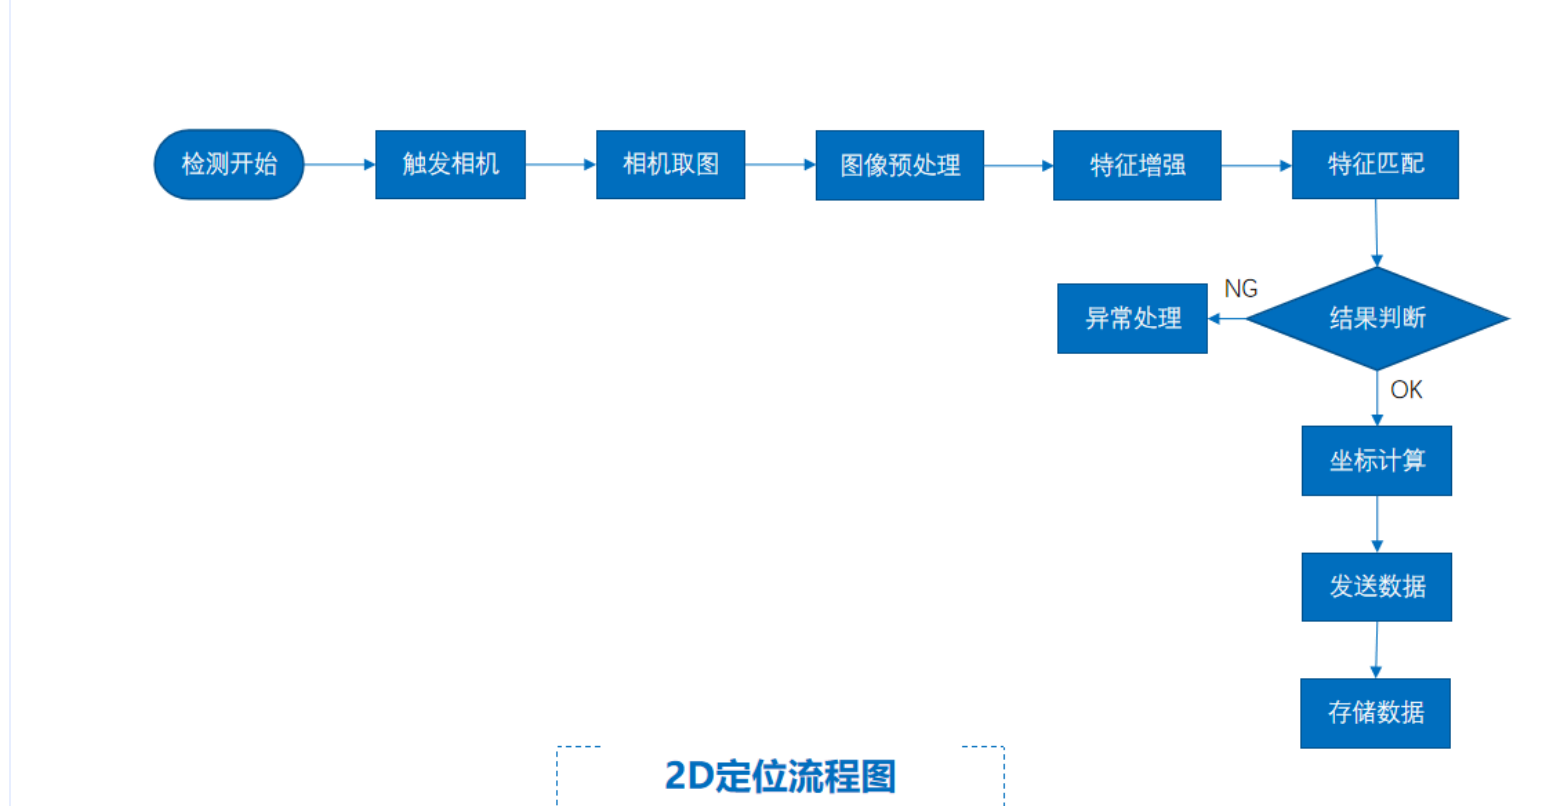 检测开始
触发相机
相机取图
图像预处理
特征增强
特征匹配
NG
异常处理
结果判断
OK
坐标计算
发送数据
存储数据
2D定位流程图